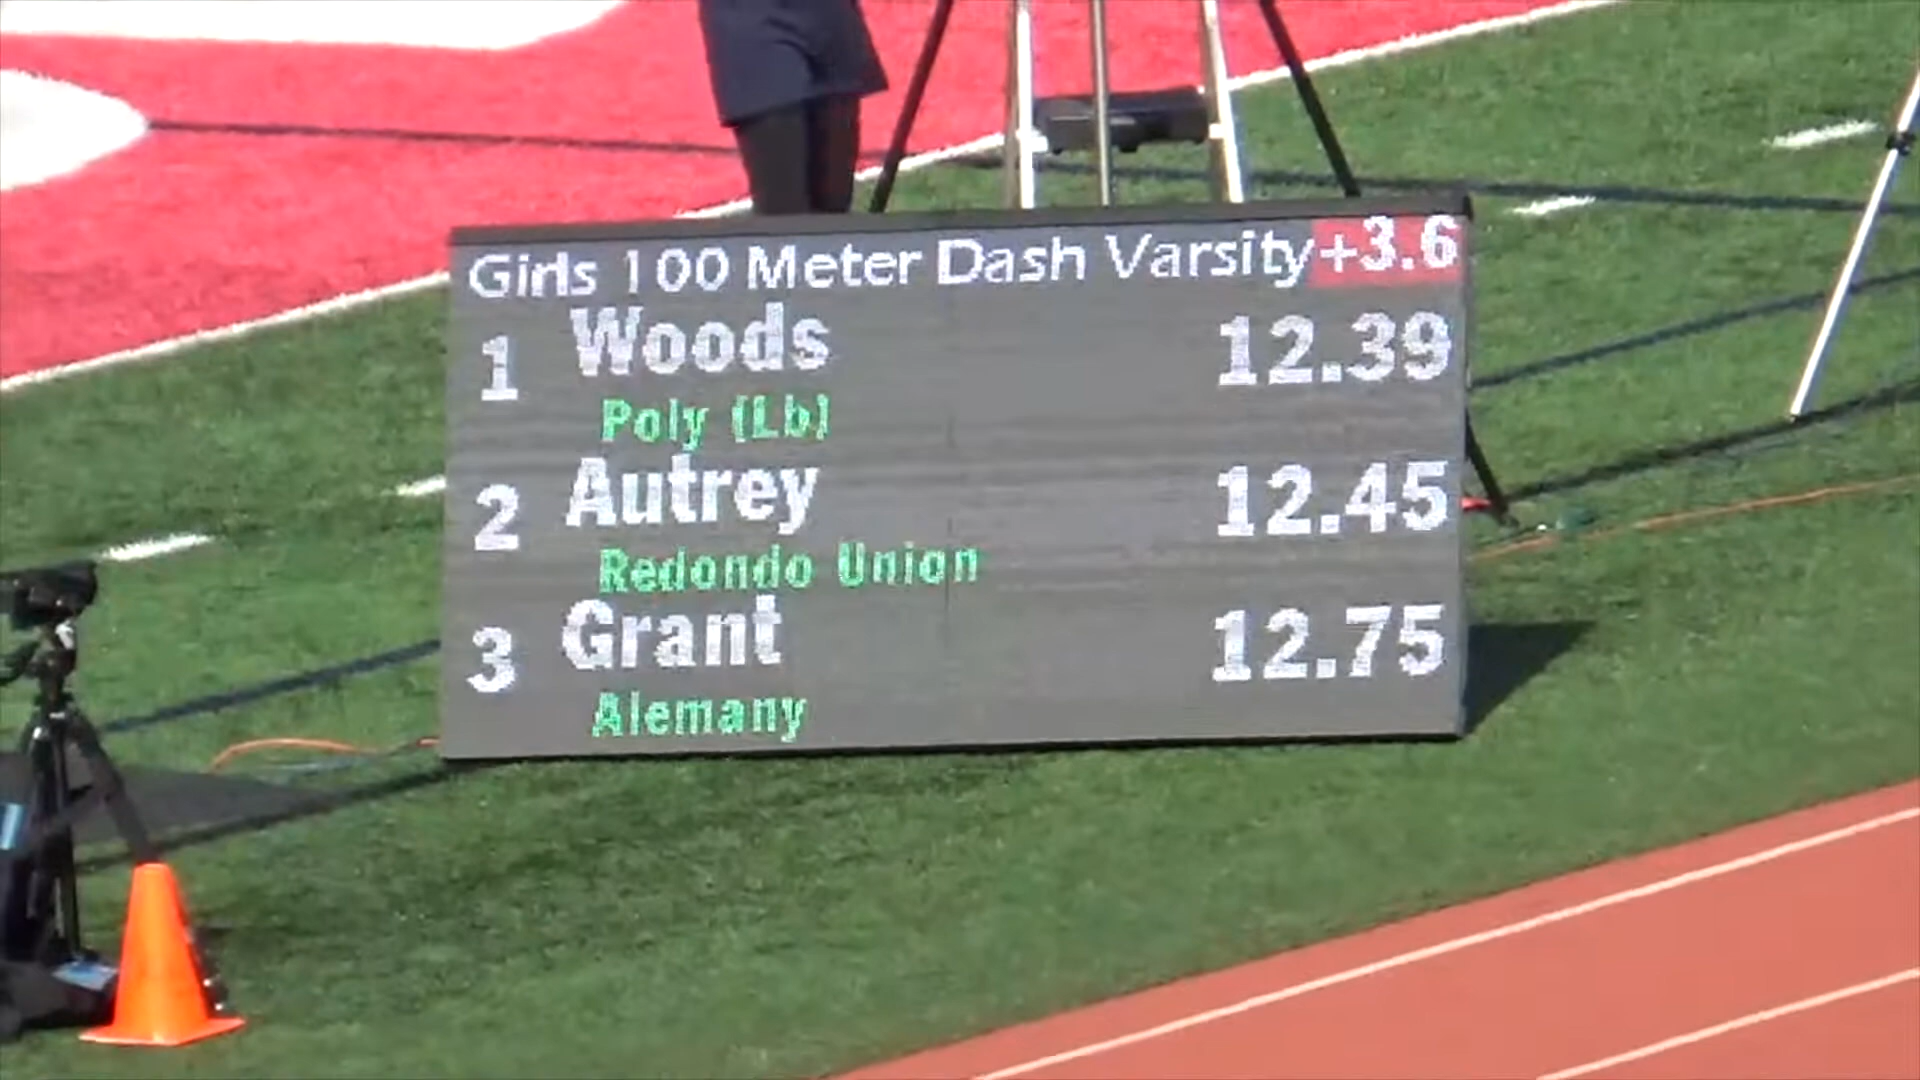 Girls 100 Meter Dash Varsity +3.6
1 Woods 12.39
Poly (Lb)
2 Autrey 12.45
Redondo Union
3 Grant 12.75
Alemany